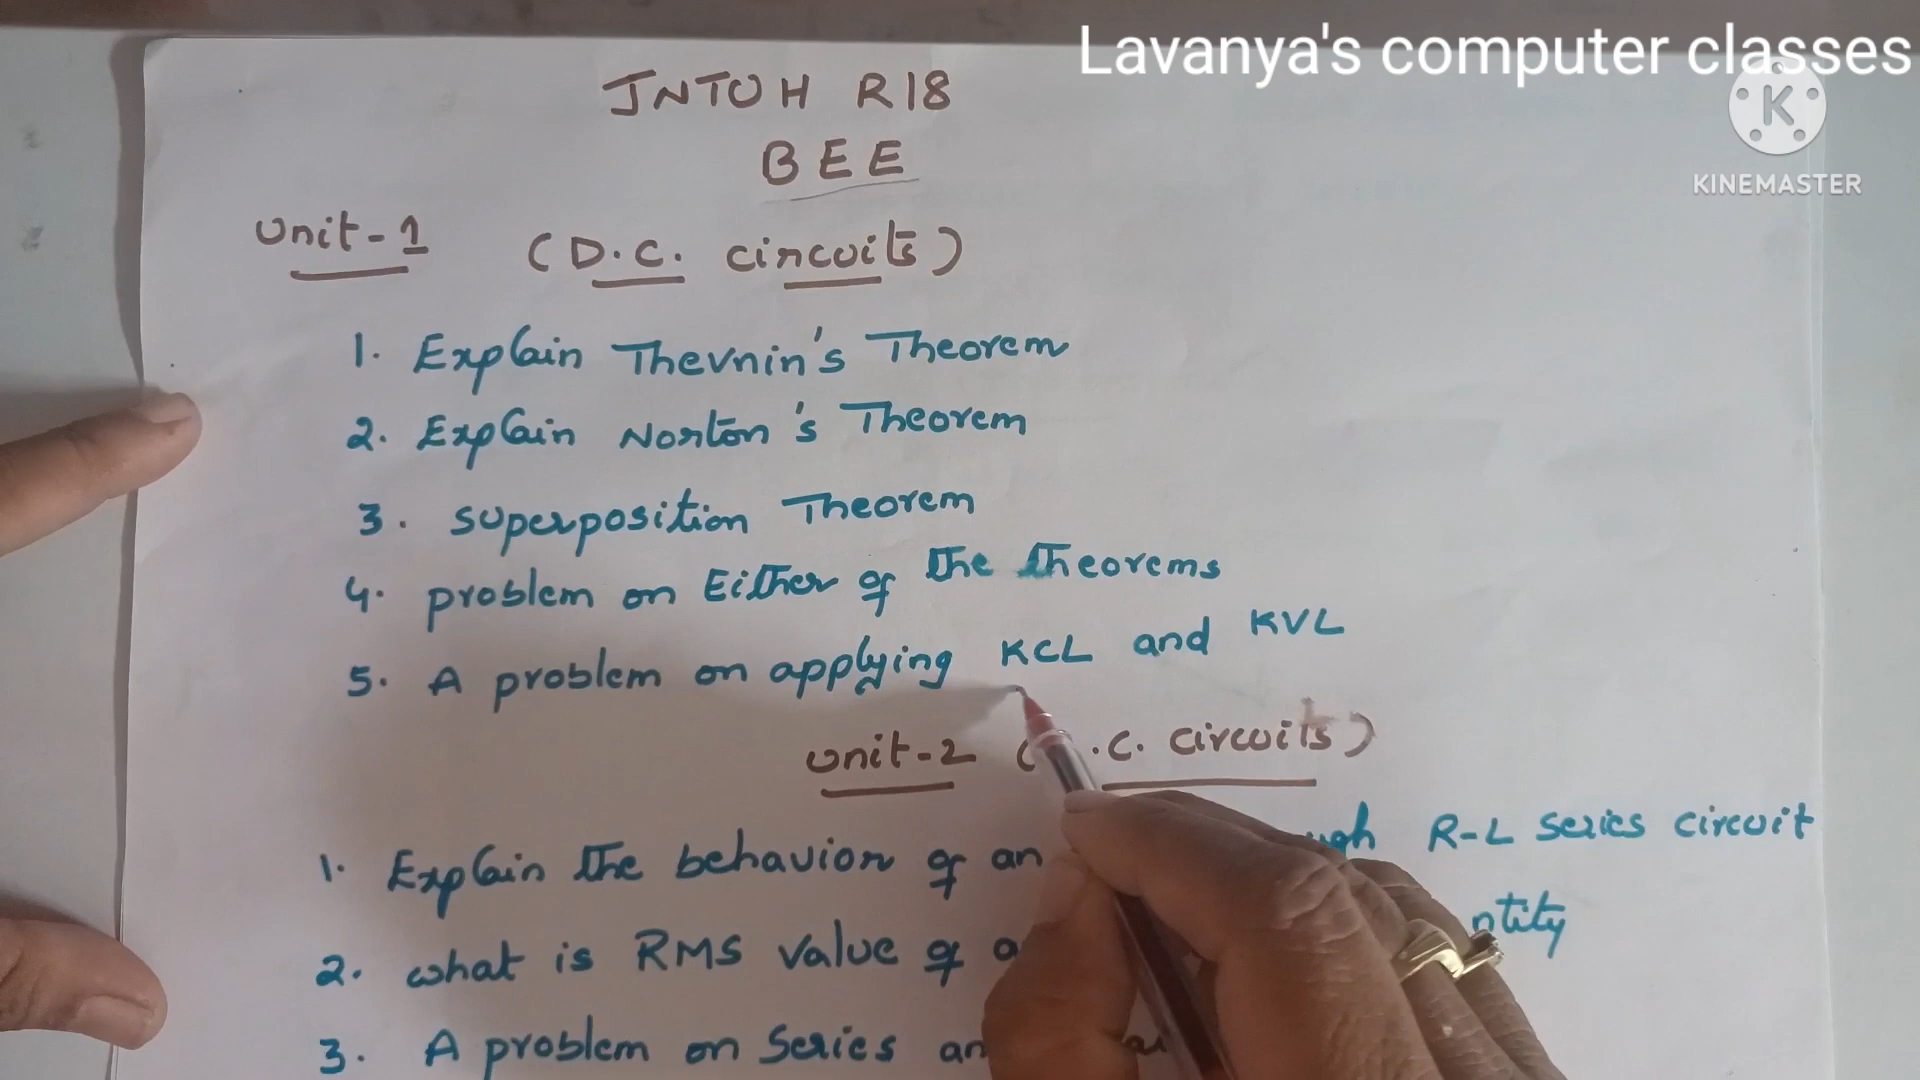 Lavanya's computer classes
KINEMASTER
JNTUH R18
BEE
Unit-1 (D.C. circuits)
1. Explain Thevnin's Theorem
2. Explain Norton's Theorem
3. superposition Theorem
4. problem on Either of the theorems
5. A problem on applying KCL and KVL
unit-2 ( .C. circuits)
1. Explain the behavior of an R-L series circuit
2. what is RMS value of
3. A problem on Series